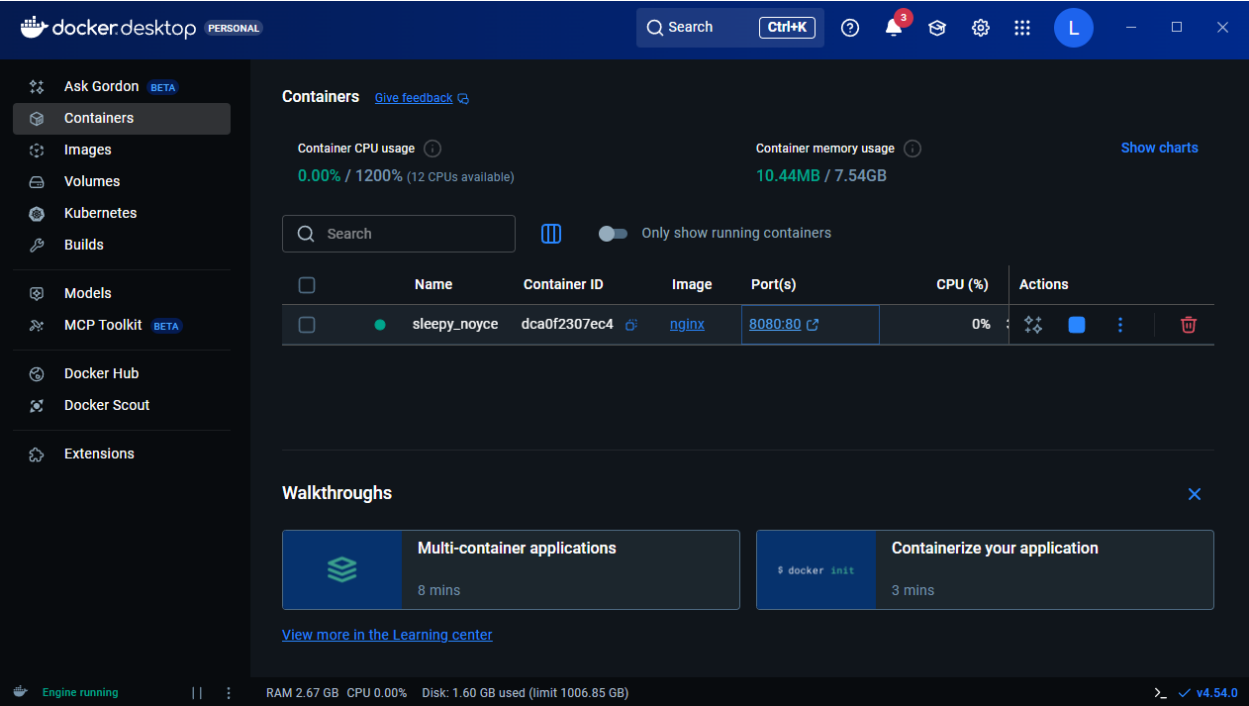 docker.desktop PERSONAL Search Ctrl+K 3 L
Ask Gordon BETA
Containers
Images
Volumes
Kubernetes
Builds
Models
MCP Toolkit BETA
Docker Hub
Docker Scout
Extensions
Containers Give feedback
Container CPU usage
0.00% / 1200% (12 CPUs available)
Container memory usage
10.44MB / 7.54GB
Show charts
Search
Only show running containers
Name Container ID Image Port(s) CPU (%) Actions
sleepy_noyce dca0f2307ec4 nginx 8080:80 0%
Walkthroughs
Multi-container applications
8 mins
$ docker init
Containerize your application
3 mins
View more in the Learning center
Engine running RAM 2.67 GB CPU 0.00% Disk: 1.60 GB used (limit 1006.85 GB) v4.54.0